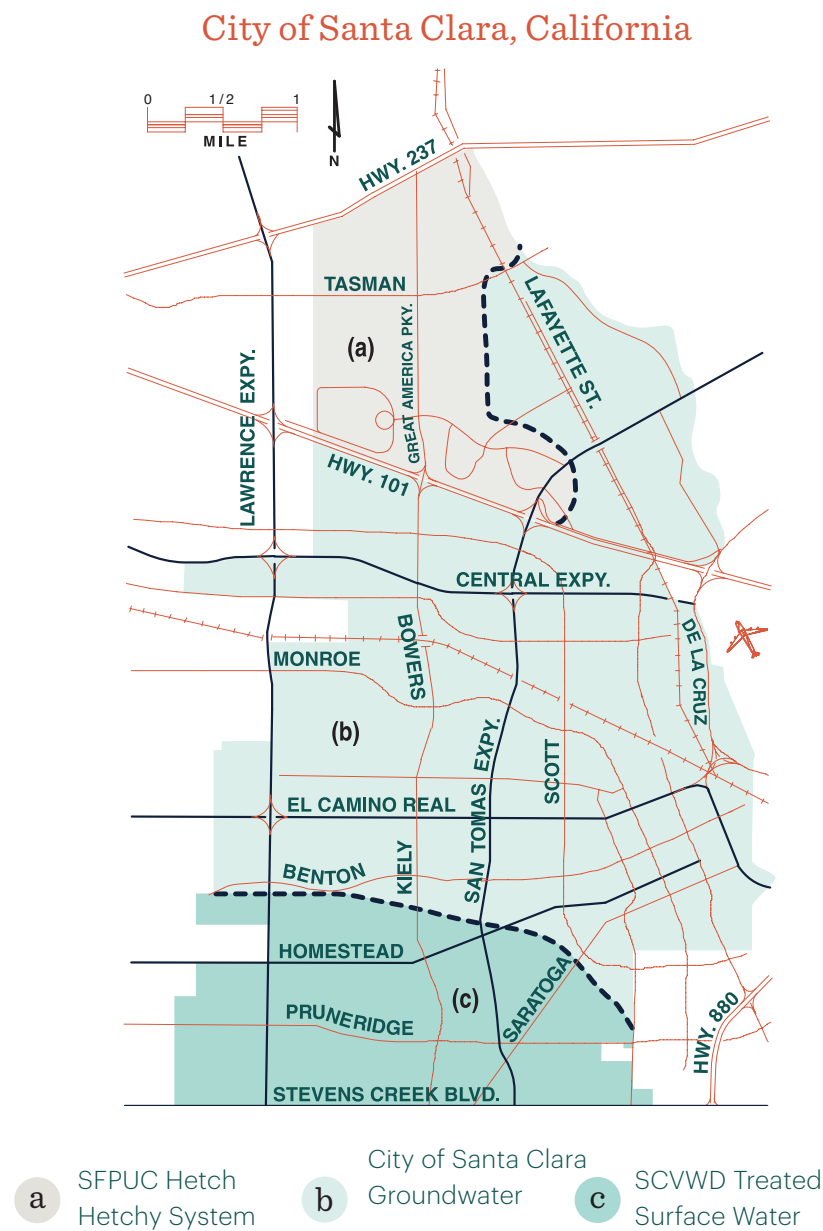 City of Santa Clara, California
0 1/2 1
MILE
N
HWY. 237
TASMAN
LAFAYETTE ST.
(a)
GREAT AMERICA PKY.
LAWRENCE EXPY.
HWY. 101
CENTRAL EXPY.
BOWERS
DE LA CRUZ
MONROE
(b)
SAN TOMAS EXPY.
SCOTT
EL CAMINO REAL
KIELY
BENTON
HOMESTEAD
(c)
SARATOGA
PRUNERIDGE
HWY. 880
STEVENS CREEK BLVD.
a SFPUC Hetch
Hetchy System
b City of Santa Clara
Groundwater
c SCVWD Treated
Surface Water